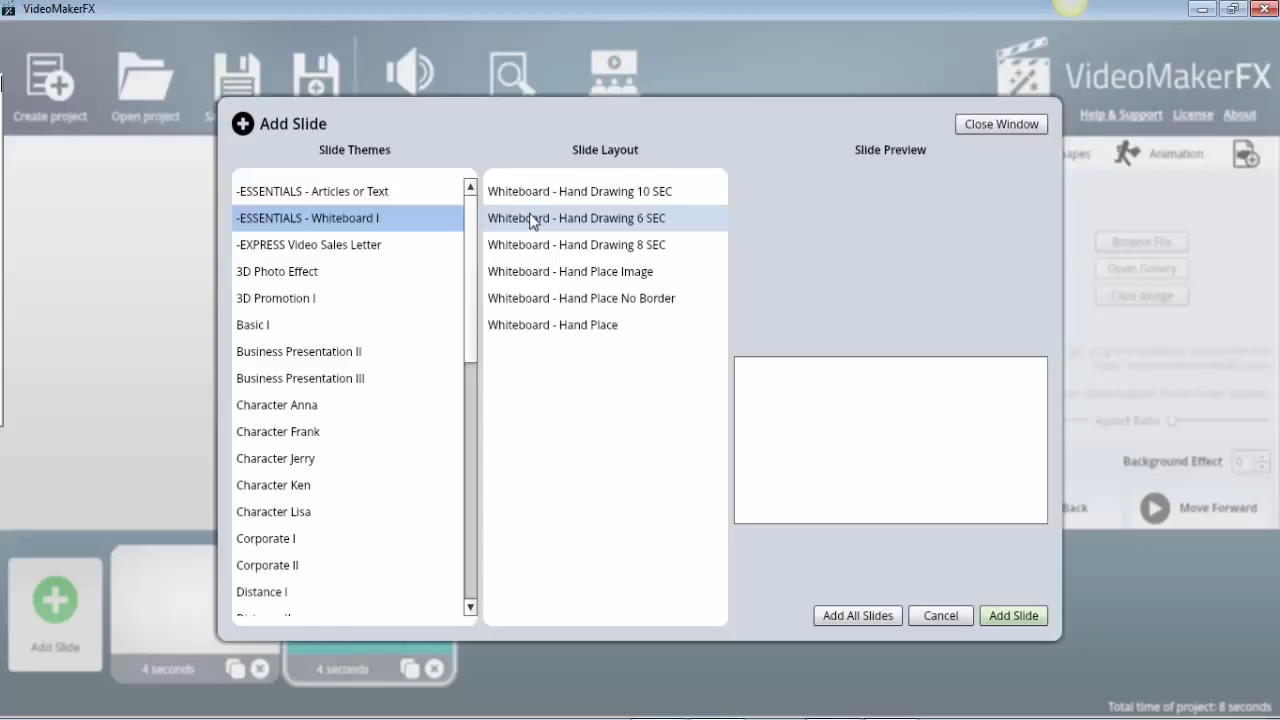 VideoMakerFX
Create project
Open project
VideoMakerFX
Help & Support License About
Add Slide
Close Window
Slide Themes
Slide Layout
Slide Preview
-ESSENTIALS - Articles or Text
-ESSENTIALS - Whiteboard I
-EXPRESS Video Sales Letter
3D Photo Effect
3D Promotion I
Basic I
Business Presentation II
Business Presentation III
Character Anna
Character Frank
Character Jerry
Character Ken
Character Lisa
Corporate I
Corporate II
Distance I
Whiteboard - Hand Drawing 10 SEC
Whiteboard - Hand Drawing 6 SEC
Whiteboard - Hand Drawing 8 SEC
Whiteboard - Hand Place Image
Whiteboard - Hand Place No Border
Whiteboard - Hand Place
Add All Slides
Cancel
Add Slide
Animation
Browse File
Open Gallery
Clear Image
Aspect Ratio
Background Effect 0
Back
Move Forward
Add Slide
4 seconds
4 seconds
Total time of project: 8 seconds